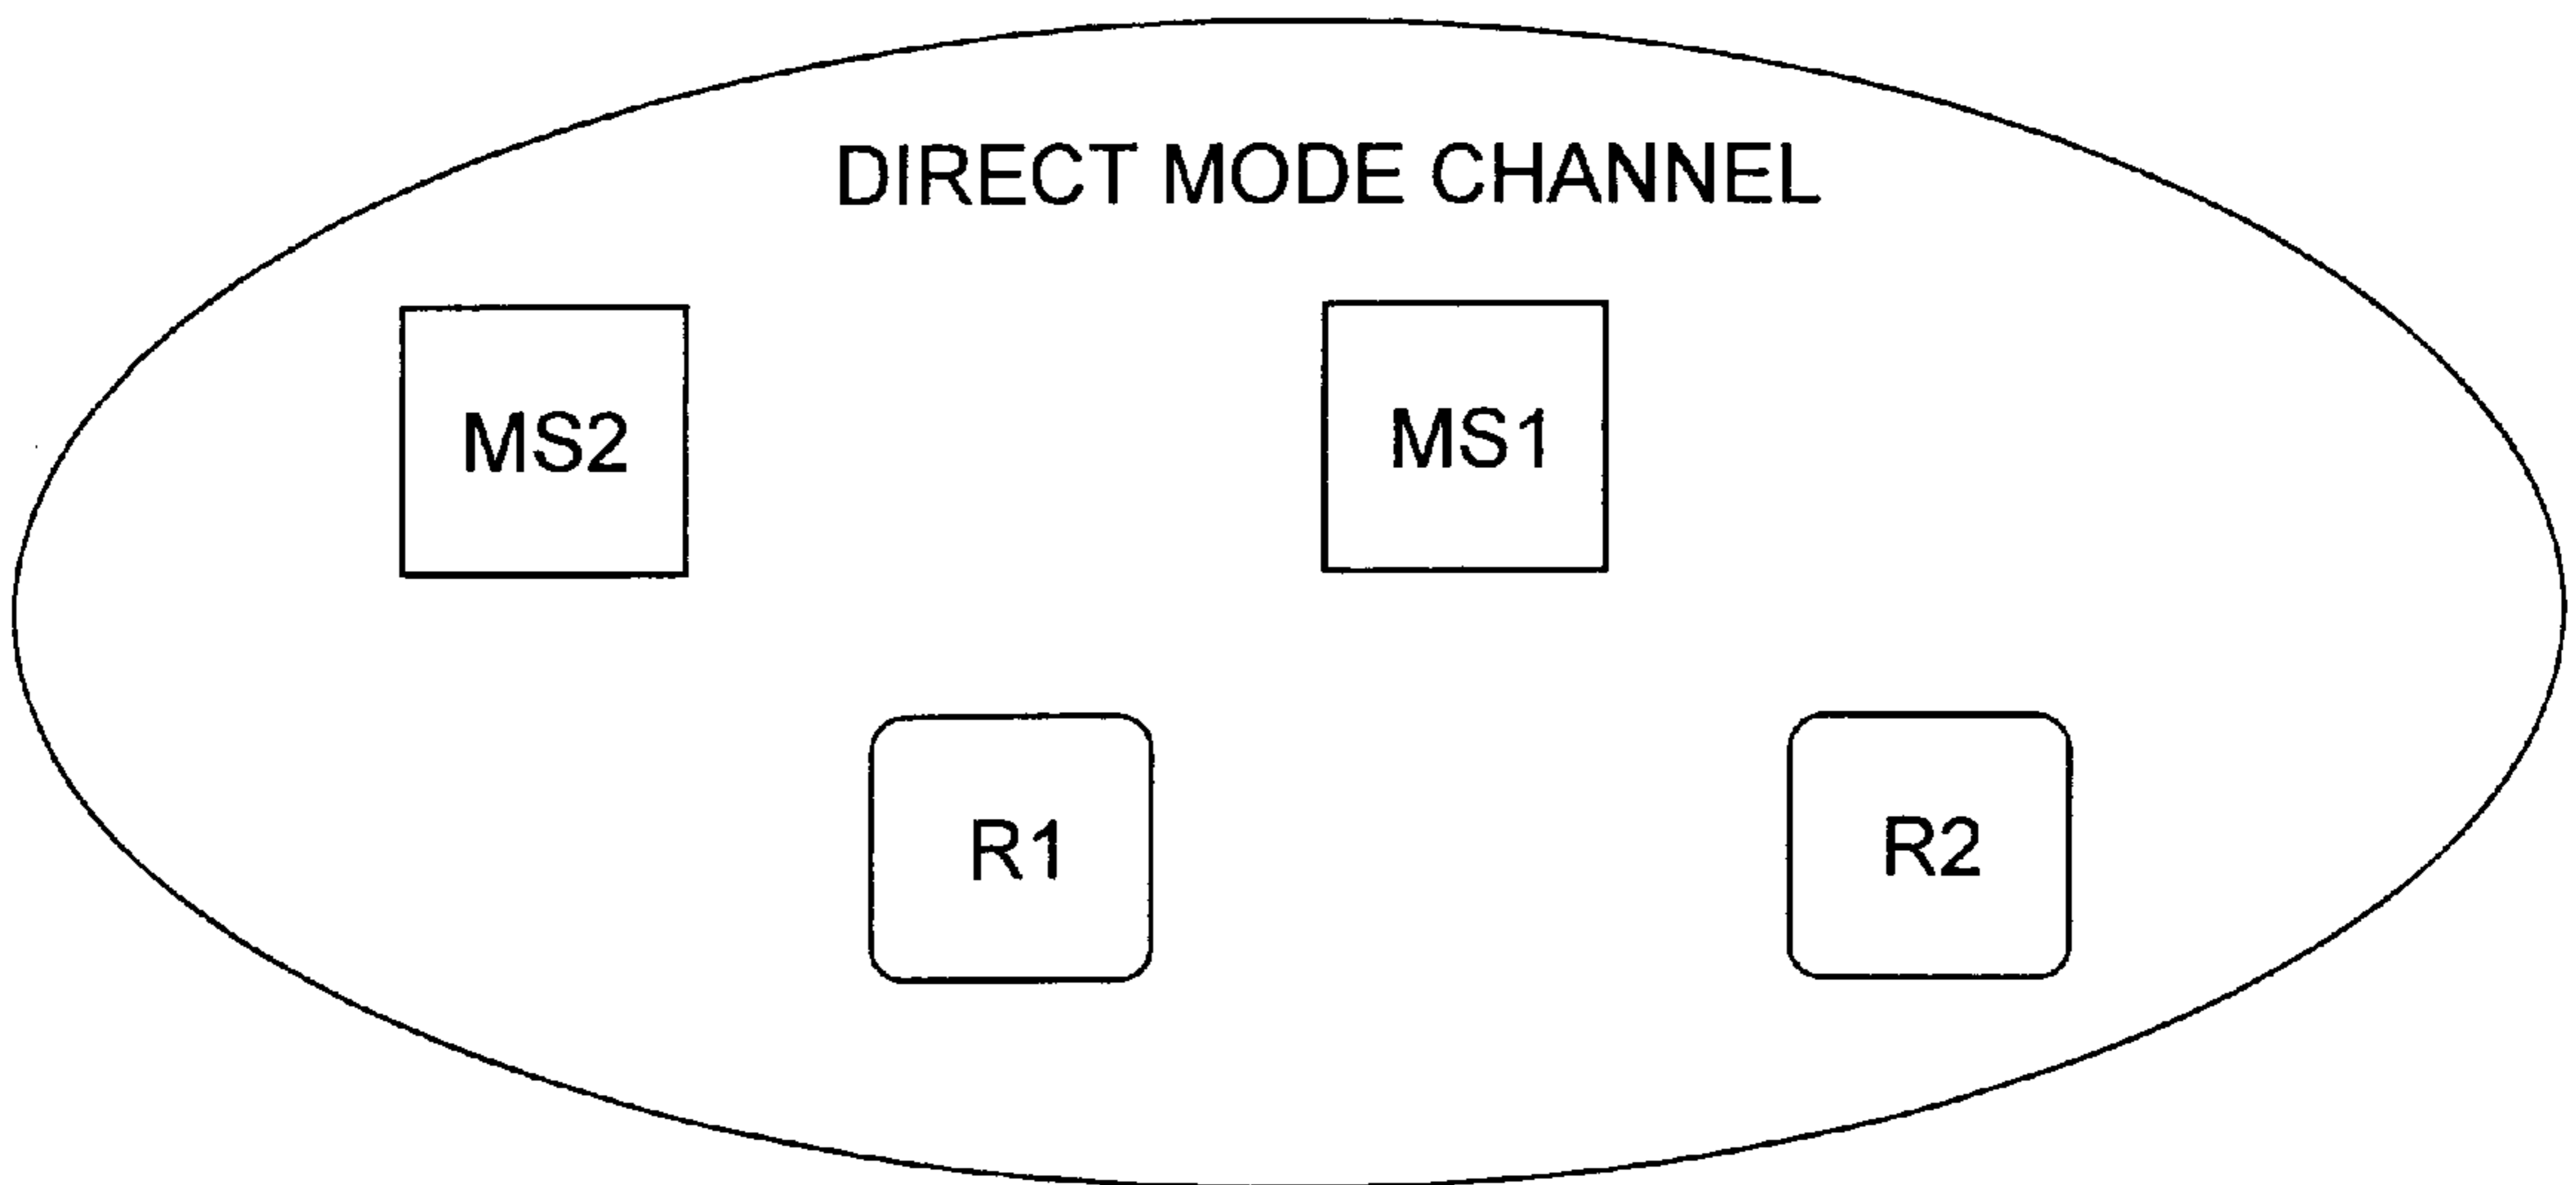 DIRECT MODE CHANNEL
MS2
MS1
R1
R2